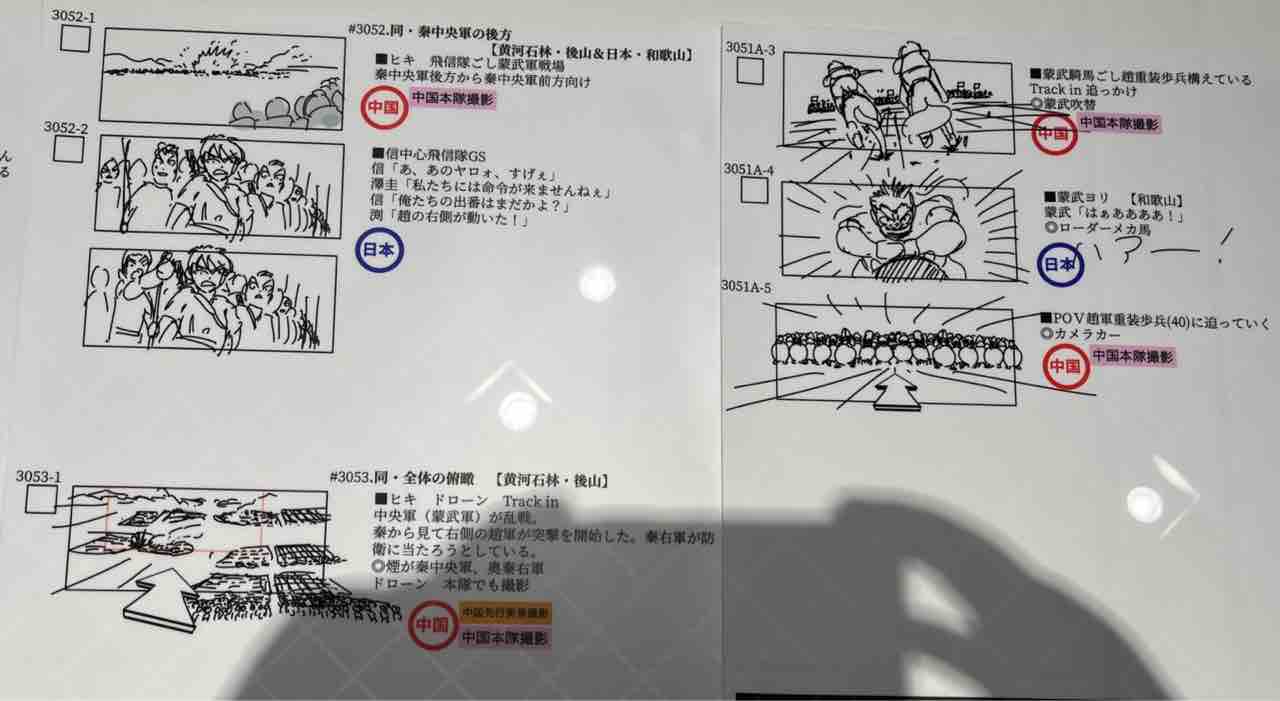 3052-1
#3052.同・秦中央軍の後方
【黄河石林・後山＆日本・和歌山】
■ヒキ　飛信隊ごし蒙武軍戦場
秦中央軍後方から秦中央軍前方向け
中国
中国本隊撮影
3052-2
■信中心飛信隊GS
信「あ、あのヤロォ、すげぇ」
澤圭「私たちには命令が来ませんねぇ」
信「俺たちの出番はまだかよ？」
渕「趙の右側が動いた！」
日本
3053-1
#3053.同・全体の俯瞰　【黄河石林・後山】
■ヒキ　ドローン　Track in
中央軍（蒙武軍）が乱戦。
秦から見て右側の趙軍が突撃を開始した。秦右軍が防
衛に当たろうとしている。
◎煙が秦中央軍、奥秦右軍
ドローン　本隊でも撮影
中国
中国先行実景撮影
中国本隊撮影
ん
る
3051A-3
■蒙武騎馬ごし趙重装歩兵構えている
Track in 追っかけ
◎蒙武吹替
中国
中国本隊撮影
3051A-4
■蒙武ヨリ　【和歌山】
蒙武「はぁああああ！」
◎ローダーメカ馬
日本
ハアー！
3051A-5
■POV趙軍重装歩兵(40)に迫っていく
◎カメラカー
中国
中国本隊撮影